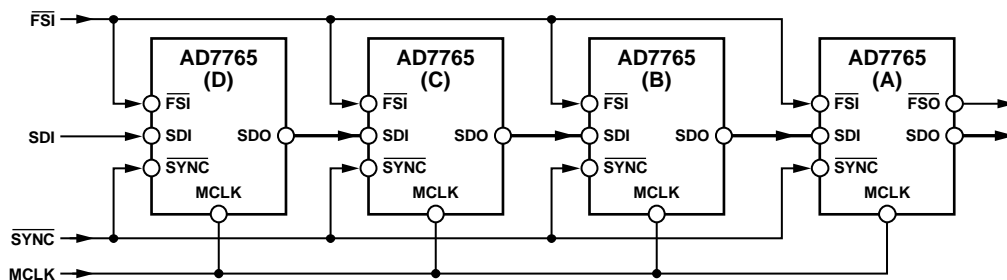 FSI
AD7765
(D)
FSI
SDI
SDO
SYNC
MCLK
AD7765
(C)
FSI
SDI
SDO
SYNC
MCLK
AD7765
(B)
FSI
SDI
SDO
SYNC
MCLK
AD7765
(A)
FSI
FSO
SDI
SDO
SYNC
MCLK
SDI
SYNC
MCLK